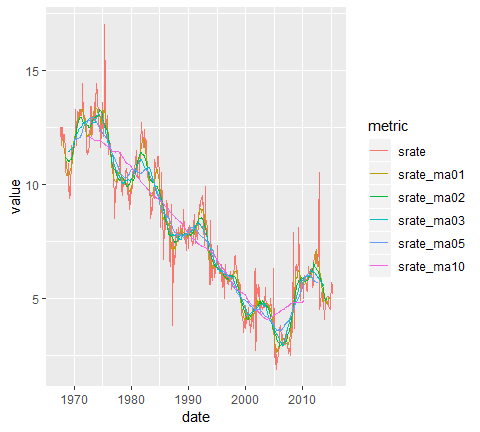 15
10
5
value
1970 1980 1990 2000 2010
date
metric
srate
srate_ma01
srate_ma02
srate_ma03
srate_ma05
srate_ma10